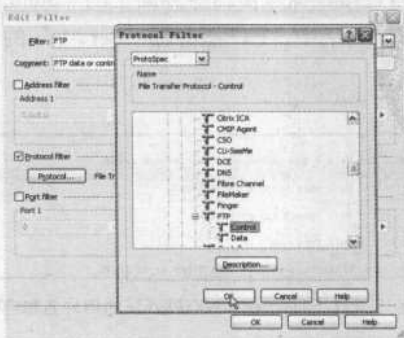 Edit Filter
Filter: FTP
Comment: FTP data or contro
Address filter
Address 1
Protocol filter
Protocol... File Tr
Port filter
Port 1
OK Cancel Help
Protocol Filter
ProtoSpec
Name
File Transfer Protocol - Control
Citrix ICA
CMIP Agent
CSO
CU-SeeMe
DCE
DNS
Fibre Channel
FileMaker
Finger
FTP
Control
Data
Description...
OK Cancel Help